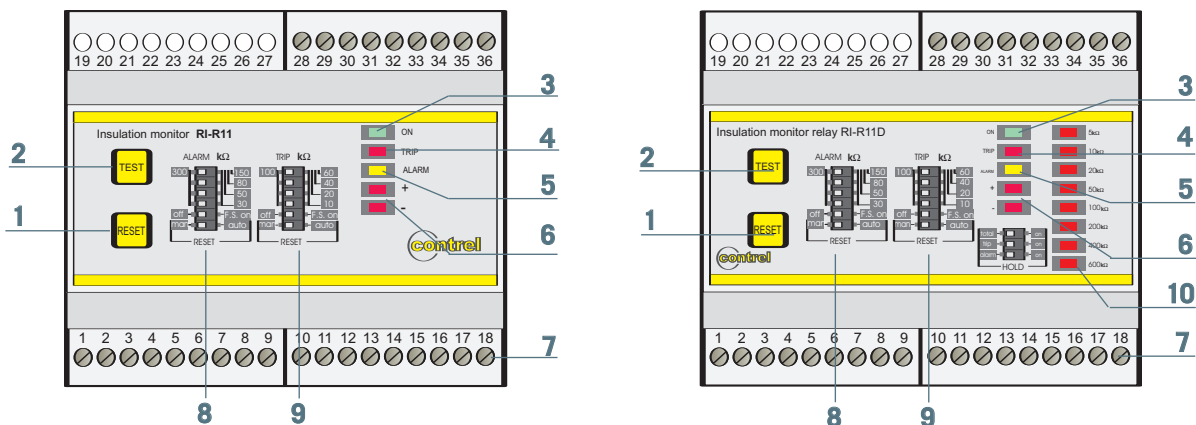 19 20 21 22 23 24 25 26 27 28 29 30 31 32 33 34 35 36
Insulation monitor RI-R11
ALARM kΩ
TRIP kΩ
TEST
RESET
300 150
80
50
30
off F.S. on
man auto
RESET
100 60
40
20
10
off F.S. on
man auto
RESET
ON
TRIP
ALARM
+
-
contrel
1 2 3 4 5 6 7 8 9 10 11 12 13 14 15 16 17 18
1
2
3
4
5
6
7
8
9
19 20 21 22 23 24 25 26 27 28 29 30 31 32 33 34 35 36
Insulation monitor relay RI-R11D
ALARM kΩ
TRIP kΩ
TEST
RESET
300 150
80
50
30
off F.S. on
man auto
RESET
100 60
40
20
10
off F.S. on
man auto
RESET
ON
TRIP
ALARM
+
-
5kΩ
10kΩ
20kΩ
50kΩ
100kΩ
200kΩ
400kΩ
600kΩ
total on
trip on
alarm on
HOLD
contrel
1 2 3 4 5 6 7 8 9 10 11 12 13 14 15 16 17 18
1
2
3
4
5
6
7
8
9
10